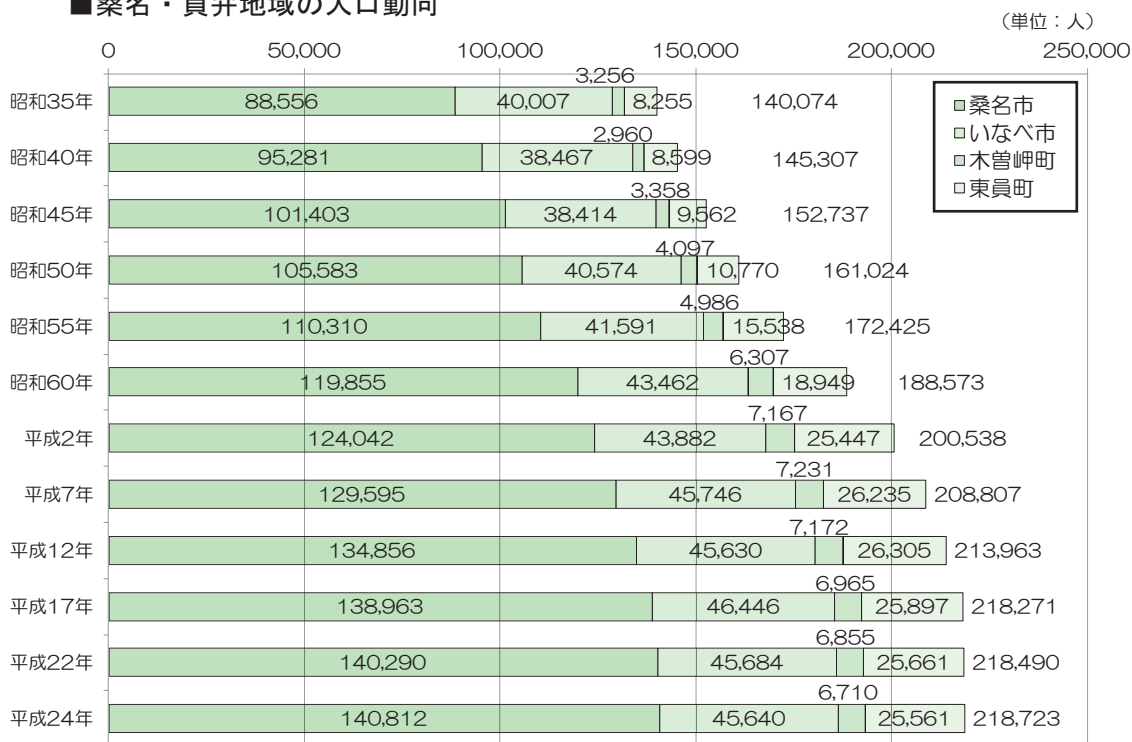 ■桑名・員弁地域の人口動向
（単位：人）
0 50,000 100,000 150,000 200,000 250,000
昭和35年 88,556 40,007 3,256 8,255 140,074
昭和40年 95,281 38,467 2,960 8,599 145,307
昭和45年 101,403 38,414 3,358 9,562 152,737
昭和50年 105,583 40,574 4,097 10,770 161,024
昭和55年 110,310 41,591 4,986 15,538 172,425
昭和60年 119,855 43,462 6,307 18,949 188,573
平成2年 124,042 43,882 7,167 25,447 200,538
平成7年 129,595 45,746 7,231 26,235 208,807
平成12年 134,856 45,630 7,172 26,305 213,963
平成17年 138,963 46,446 6,965 25,897 218,271
平成22年 140,290 45,684 6,855 25,661 218,490
平成24年 140,812 45,640 6,710 25,561 218,723
桑名市
いなべ市
木曽岬町
東員町